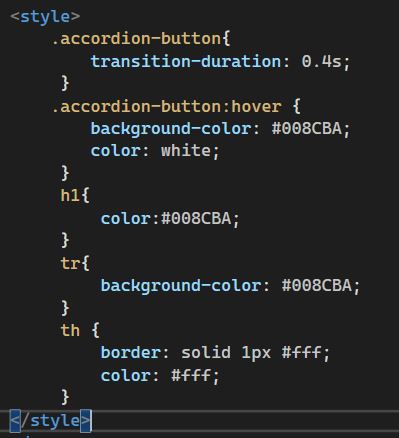 <style>
.accordion-button{
transition-duration: 0.4s;
}
.accordion-button:hover {
background-color: #008CBA;
color: white;
}
h1{
color:#008CBA;
}
tr{
background-color: #008CBA;
}
th {
border: solid 1px #fff;
color: #fff;
}
</style>